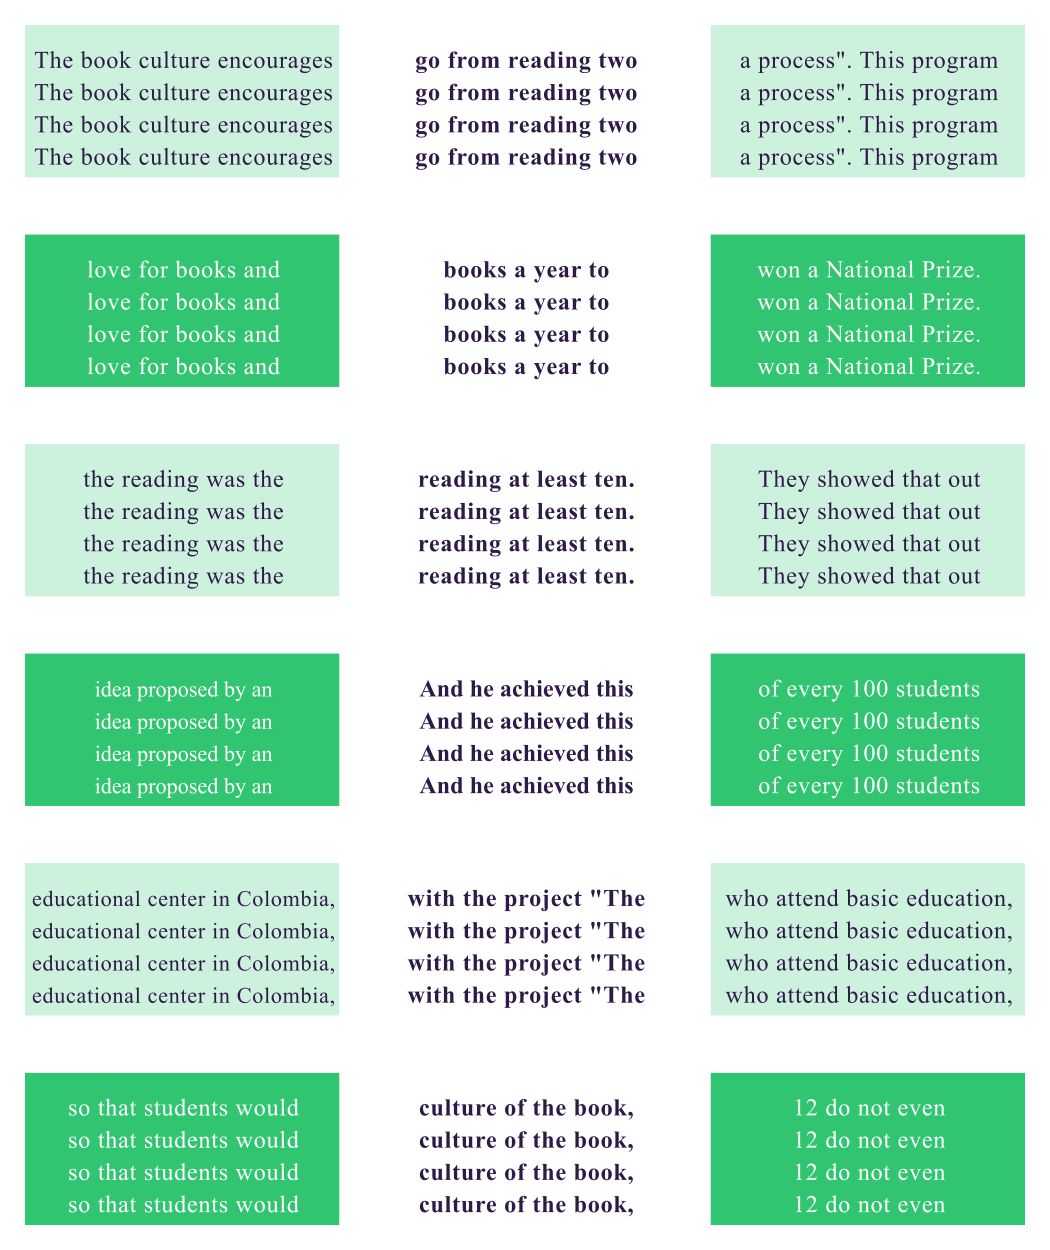 The book culture encourages
The book culture encourages
The book culture encourages
The book culture encourages
love for books and
love for books and
love for books and
love for books and
the reading was the
the reading was the
the reading was the
the reading was the
idea proposed by an
idea proposed by an
idea proposed by an
idea proposed by an
educational center in Colombia,
educational center in Colombia,
educational center in Colombia,
educational center in Colombia,
so that students would
so that students would
so that students would
so that students would
go from reading two
go from reading two
go from reading two
go from reading two
books a year to
books a year to
books a year to
books a year to
reading at least ten.
reading at least ten.
reading at least ten.
reading at least ten.
And he achieved this
And he achieved this
And he achieved this
And he achieved this
with the project "The
with the project "The
with the project "The
with the project "The
culture of the book,
culture of the book,
culture of the book,
culture of the book,
a process". This program
a process". This program
a process". This program
a process". This program
won a National Prize.
won a National Prize.
won a National Prize.
won a National Prize.
They showed that out
They showed that out
They showed that out
They showed that out
of every 100 students
of every 100 students
of every 100 students
of every 100 students
who attend basic education,
who attend basic education,
who attend basic education,
who attend basic education,
12 do not even
12 do not even
12 do not even
12 do not even